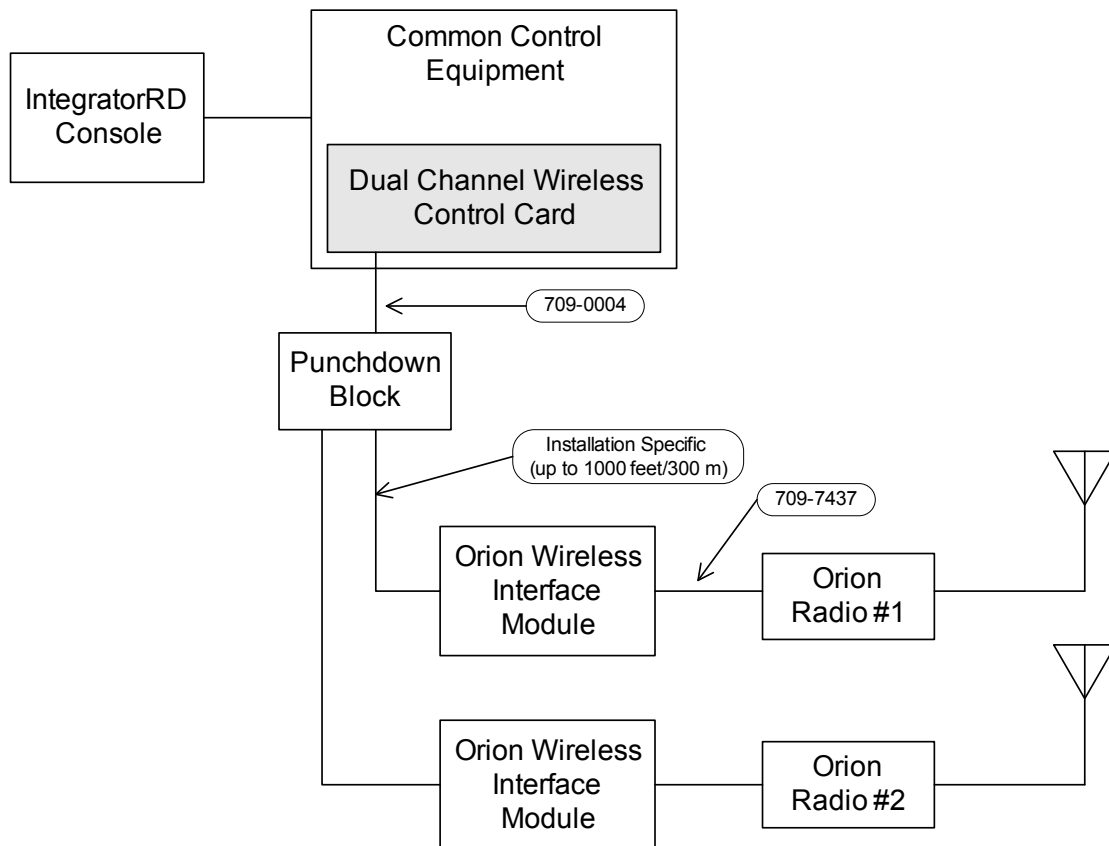 Common Control
Equipment
IntegratorRD
Console
Dual Channel Wireless
Control Card
709-0004
Punchdown
Block
Installation Specific
(up to 1000 feet/300 m)
709-7437
Orion Wireless
Interface
Module
Orion
Radio #1
Orion Wireless
Interface
Module
Orion
Radio #2